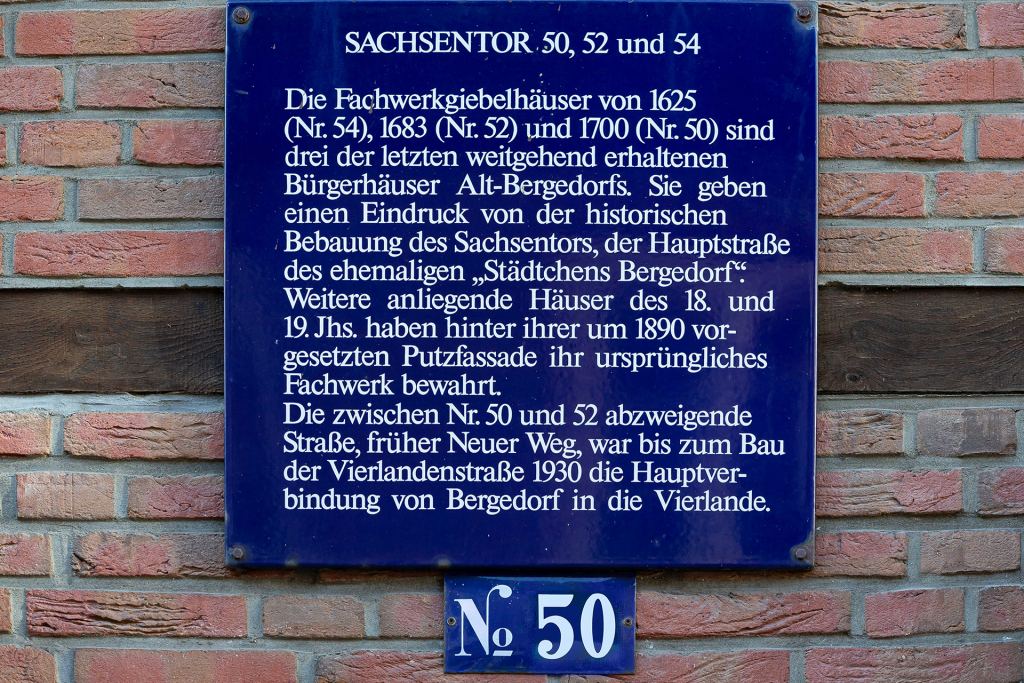 SACHSENTOR 50, 52 und 54
Die Fachwerkgiebelhäuser von 1625
(Nr. 54), 1683 (Nr. 52) und 1700 (Nr. 50) sind
drei der letzten weitgehend erhaltenen
Bürgerhäuser Alt-Bergedorfs. Sie geben
einen Eindruck von der historischen
Bebauung des Sachsentors, der Hauptstraße
des ehemaligen „Städtchens Bergedorf“.
Weitere anliegende Häuser des 18. und
19. Jhs. haben hinter ihrer um 1890 vor-
gesetzten Putzfassade ihr ursprüngliches
Fachwerk bewahrt.
Die zwischen Nr. 50 und 52 abzweigende
Straße, früher Neuer Weg, war bis zum Bau
der Vierlandenstraße 1930 die Hauptver-
bindung von Bergedorf in die Vierlande.
No 50